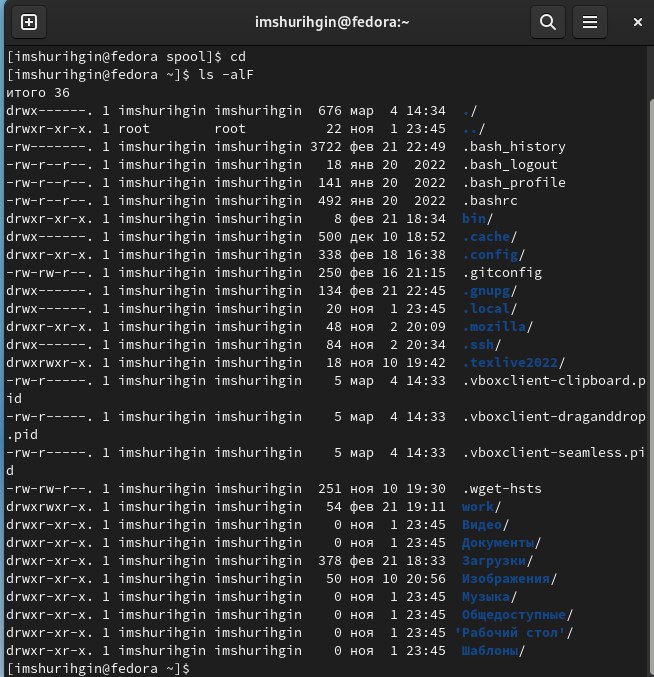 imshurihgin@fedora:~
[imshurihgin@fedora spool]$ cd
[imshurihgin@fedora ~]$ ls -alF
итого 36
drwx------. 1 imshurihgin imshurihgin  676 мар  4 14:34  ./
drwxr-xr-x. 1 root        root          22 ноя  1 23:45  ../
-rw-------. 1 imshurihgin imshurihgin 3722 фев 21 22:49  .bash_history
-rw-r--r--. 1 imshurihgin imshurihgin   18 янв 20  2022  .bash_logout
-rw-r--r--. 1 imshurihgin imshurihgin  141 янв 20  2022  .bash_profile
-rw-r--r--. 1 imshurihgin imshurihgin  492 янв 20  2022  .bashrc
drwxr-xr-x. 1 imshurihgin imshurihgin    8 фев 21 18:34  bin/
drwx------. 1 imshurihgin imshurihgin  500 дек 10 18:52  .cache/
drwxr-xr-x. 1 imshurihgin imshurihgin  338 фев 18 16:38  .config/
-rw-rw-r--. 1 imshurihgin imshurihgin  250 фев 16 21:15  .gitconfig
drwx------. 1 imshurihgin imshurihgin  134 фев 21 22:45  .gnupg/
drwx------. 1 imshurihgin imshurihgin   20 ноя  1 23:45  .local/
drwxr-xr-x. 1 imshurihgin imshurihgin   48 ноя  2 20:09  .mozilla/
drwx------. 1 imshurihgin imshurihgin   84 ноя  2 20:34  .ssh/
drwxrwxr-x. 1 imshurihgin imshurihgin   18 ноя 10 19:42  .texlive2022/
-rw-r-----. 1 imshurihgin imshurihgin    5 мар  4 14:33  .vboxclient-clipboard.p
id
-rw-r-----. 1 imshurihgin imshurihgin    5 мар  4 14:33  .vboxclient-draganddrop
.pid
-rw-r-----. 1 imshurihgin imshurihgin    5 мар  4 14:33  .vboxclient-seamless.pi
d
-rw-rw-r--. 1 imshurihgin imshurihgin  251 ноя 10 19:30  .wget-hsts
drwxrwxr-x. 1 imshurihgin imshurihgin   54 фев 21 19:11  work/
drwxr-xr-x. 1 imshurihgin imshurihgin    0 ноя  1 23:45  Видео/
drwxr-xr-x. 1 imshurihgin imshurihgin    0 ноя  1 23:45  Документы/
drwxr-xr-x. 1 imshurihgin imshurihgin  378 фев 21 18:33  Загрузки/
drwxr-xr-x. 1 imshurihgin imshurihgin   50 ноя 10 20:56  Изображения/
drwxr-xr-x. 1 imshurihgin imshurihgin    0 ноя  1 23:45  Музыка/
drwxr-xr-x. 1 imshurihgin imshurihgin    0 ноя  1 23:45  Общедоступные/
drwxr-xr-x. 1 imshurihgin imshurihgin    0 ноя  1 23:45 'Рабочий стол'/
drwxr-xr-x. 1 imshurihgin imshurihgin    0 ноя  1 23:45  Шаблоны/
[imshurihgin@fedora ~]$